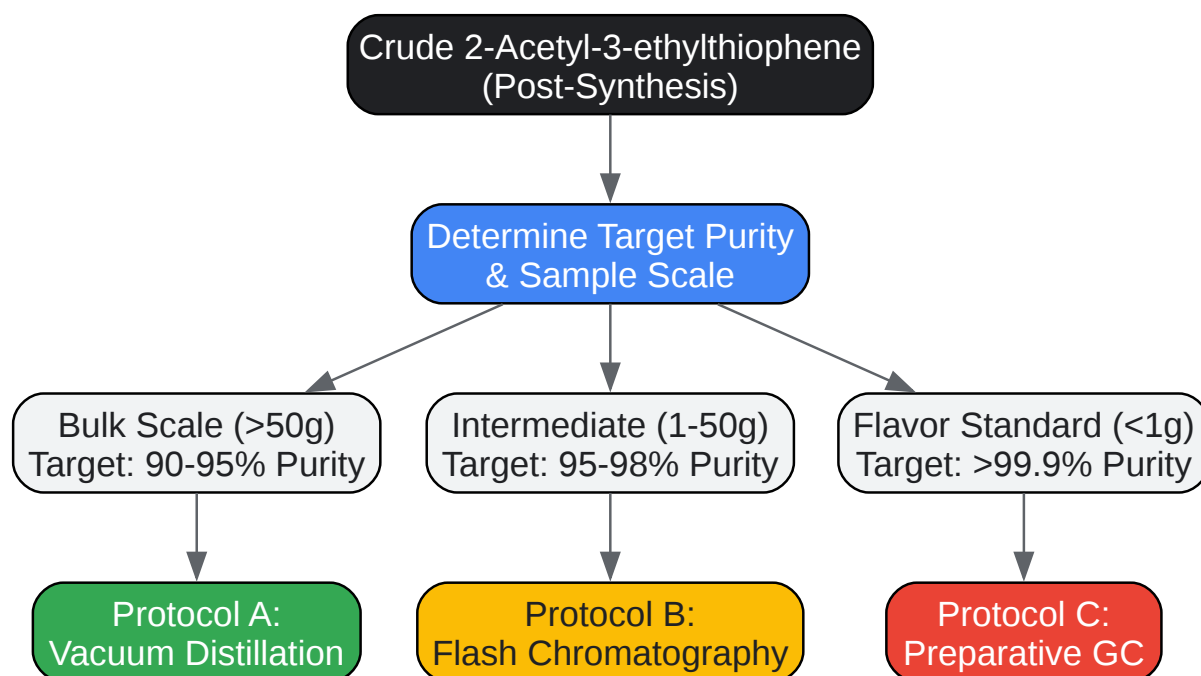 Crude 2-Acetyl-3-ethylthiophene
(Post-Synthesis)
Determine Target Purity
& Sample Scale
Bulk Scale (>50g)
Target: 90-95% Purity
Intermediate (1-50g)
Target: 95-98% Purity
Flavor Standard (<1g)
Target: >99.9% Purity
Protocol A:
Vacuum Distillation
Protocol B:
Flash Chromatography
Protocol C:
Preparative GC